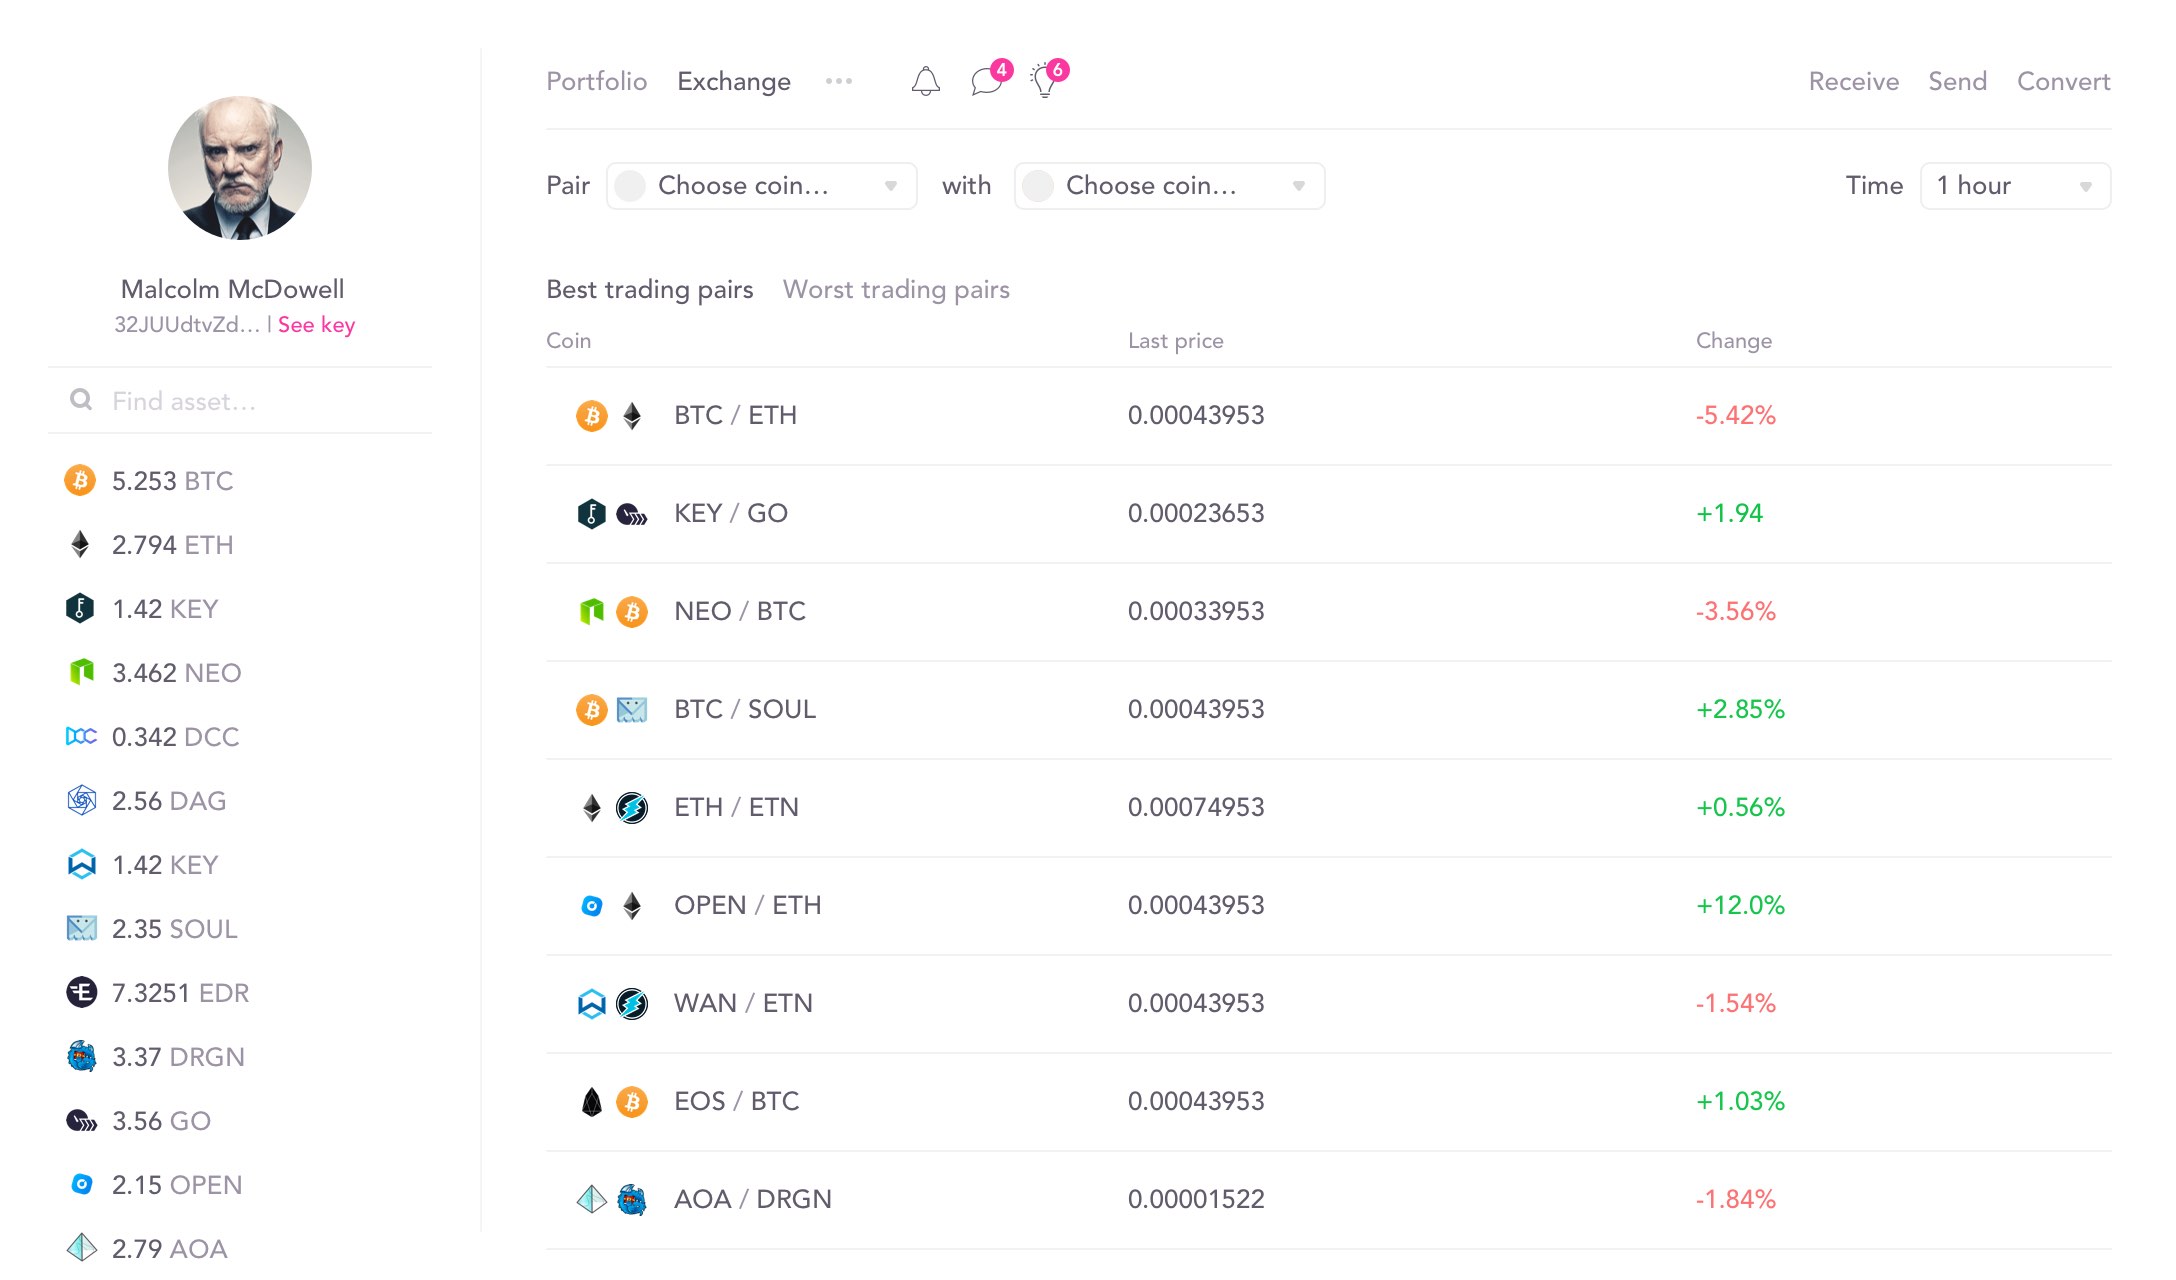 Portfolio Exchange ··· 4 6 Receive Send Convert
Malcolm McDowell
32JUUdtvZd... | See key
Find asset...
5.253 BTC
2.794 ETH
1.42 KEY
3.462 NEO
0.342 DCC
2.56 DAG
1.42 KEY
2.35 SOUL
7.3251 EDR
3.37 DRGN
3.56 GO
2.15 OPEN
2.79 AOA
Pair Choose coin... with Choose coin... Time 1 hour
Best trading pairs Worst trading pairs
Coin Last price Change
BTC / ETH 0.00043953 -5.42%
KEY / GO 0.00023653 +1.94
NEO / BTC 0.00033953 -3.56%
BTC / SOUL 0.00043953 +2.85%
ETH / ETN 0.00074953 +0.56%
OPEN / ETH 0.00043953 +12.0%
WAN / ETN 0.00043953 -1.54%
EOS / BTC 0.00043953 +1.03%
AOA / DRGN 0.00001522 -1.84%